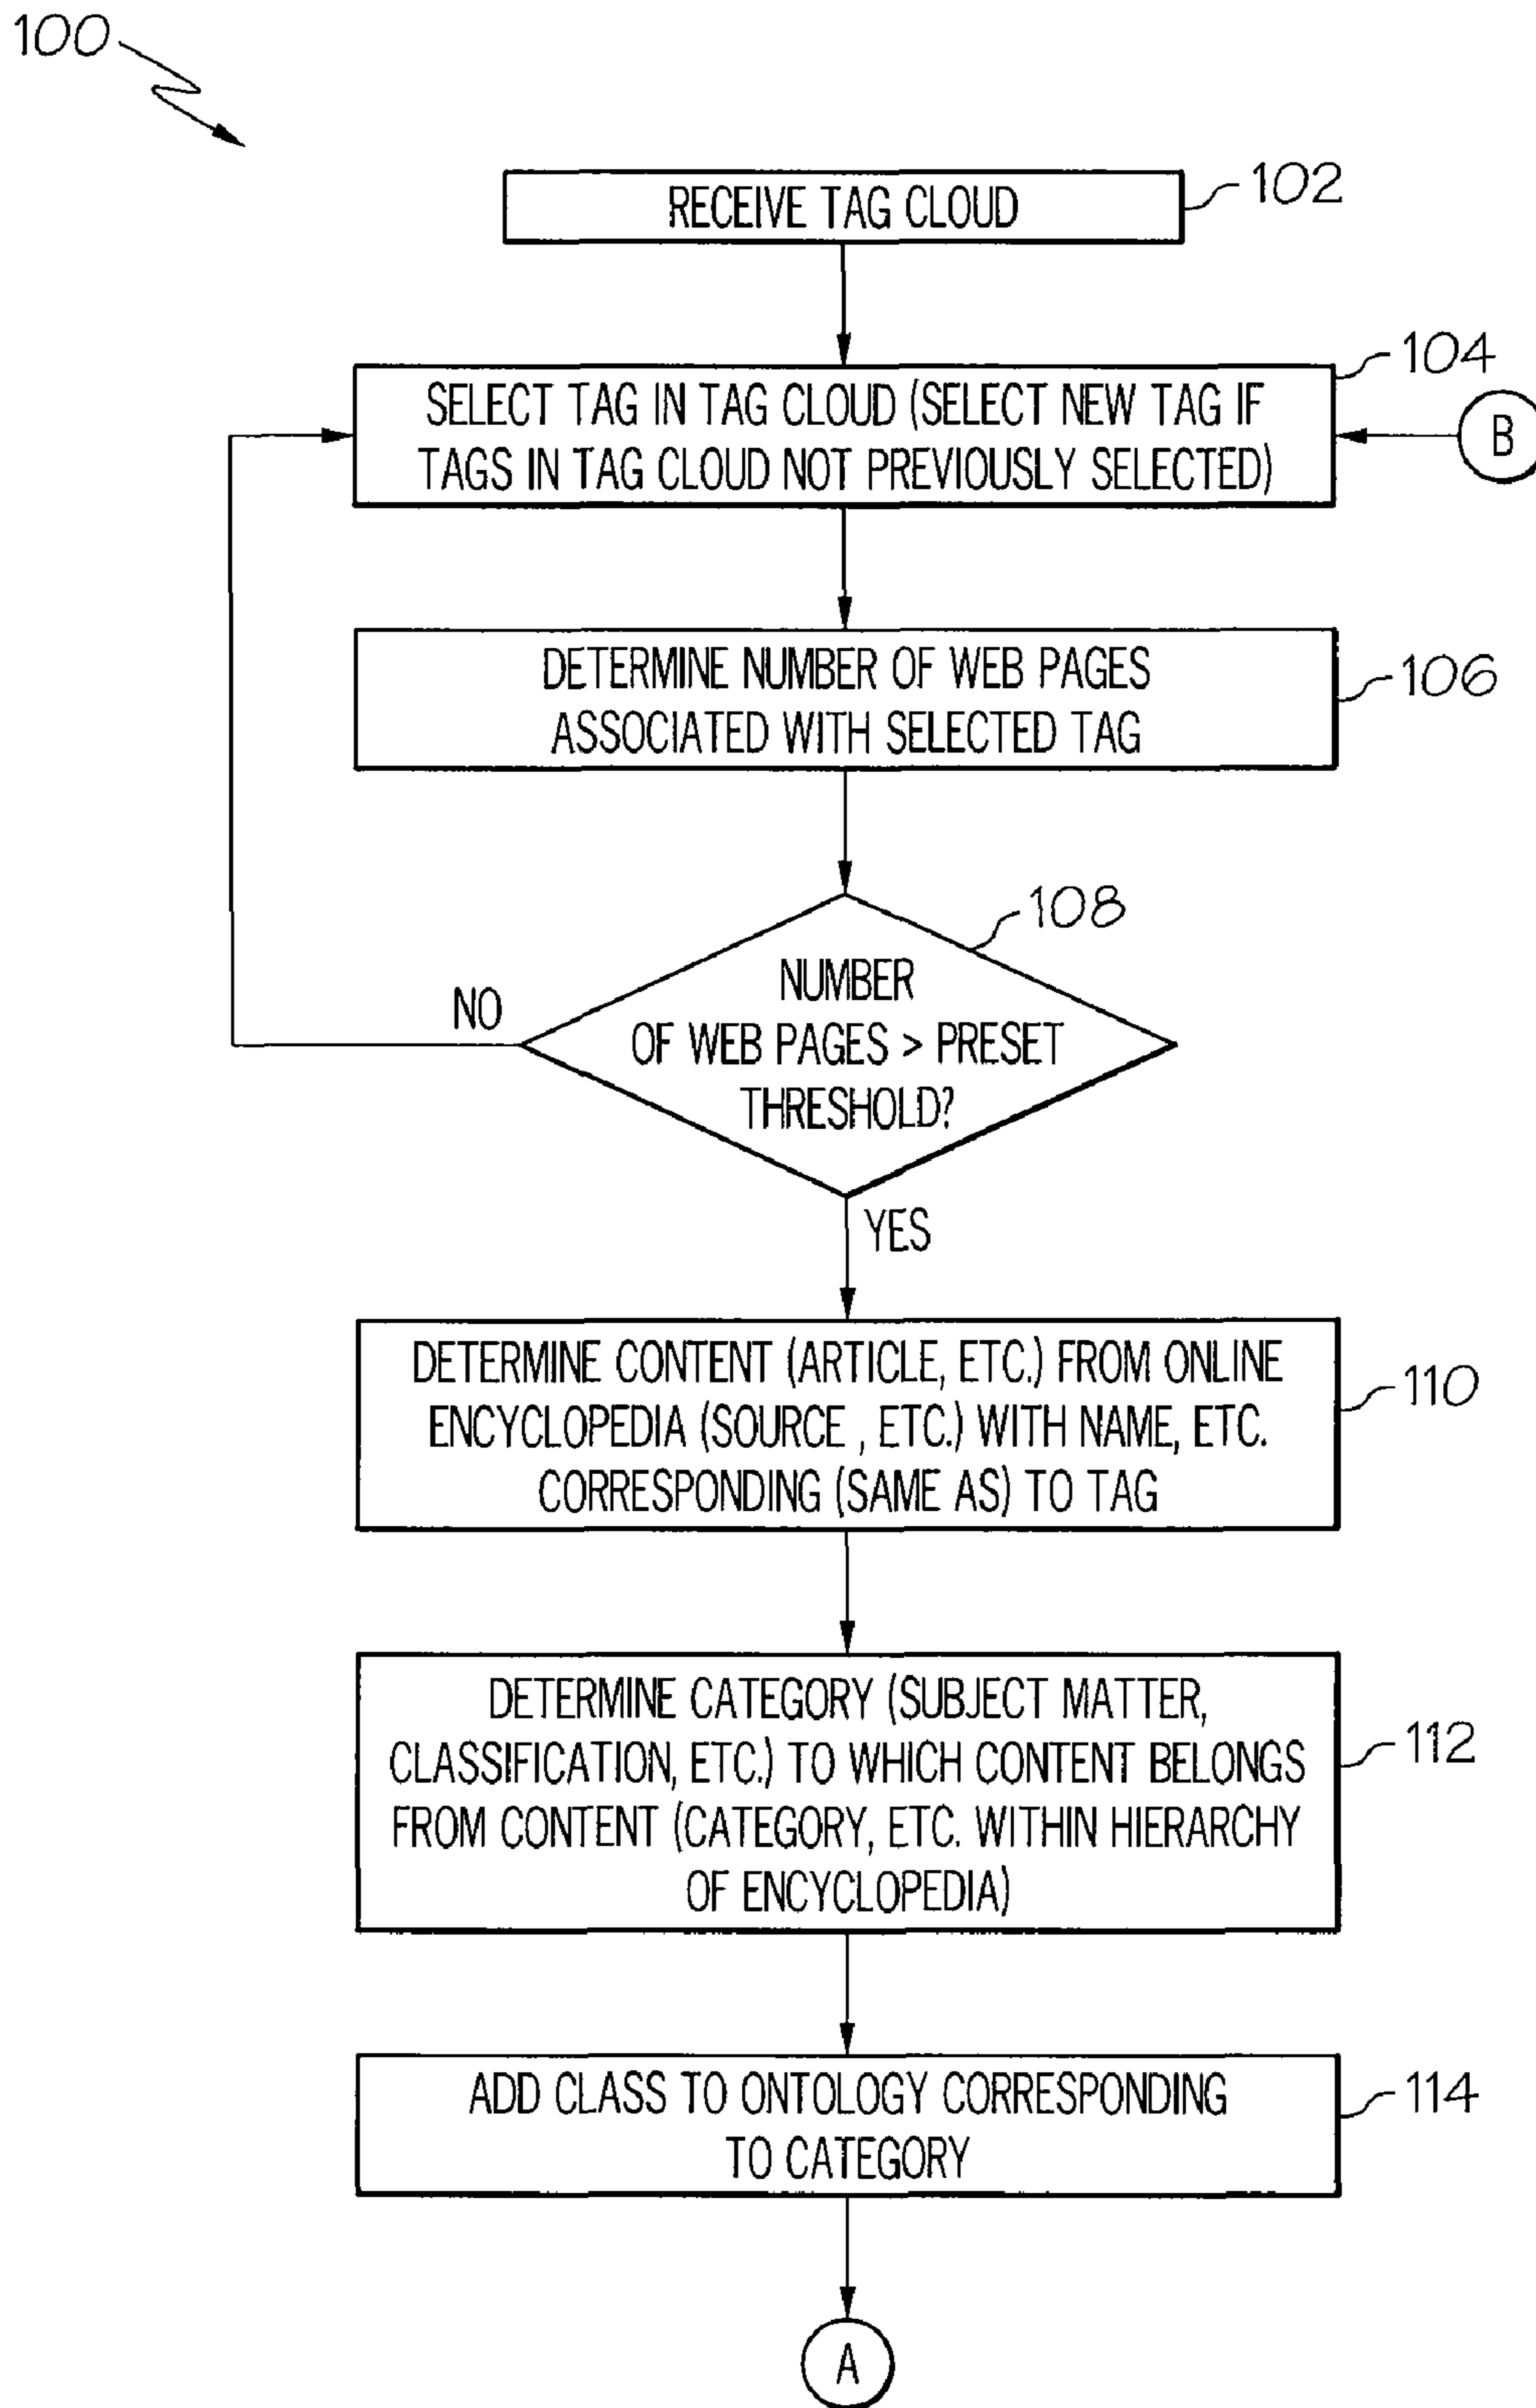 100
RECEIVE TAG CLOUD
102
SELECT TAG IN TAG CLOUD (SELECT NEW TAG IF
TAGS IN TAG CLOUD NOT PREVIOUSLY SELECTED)
104
B
DETERMINE NUMBER OF WEB PAGES
ASSOCIATED WITH SELECTED TAG
106
108
NUMBER
OF WEB PAGES > PRESET
THRESHOLD?
NO
YES
DETERMINE CONTENT (ARTICLE, ETC.) FROM ONLINE
ENCYCLOPEDIA (SOURCE , ETC.) WITH NAME, ETC.
CORRESPONDING (SAME AS) TO TAG
110
DETERMINE CATEGORY (SUBJECT MATTER,
CLASSIFICATION, ETC.) TO WHICH CONTENT BELONGS
FROM CONTENT (CATEGORY, ETC. WITHIN HIERARCHY
OF ENCYCLOPEDIA)
112
ADD CLASS TO ONTOLOGY CORRESPONDING
TO CATEGORY
114
A